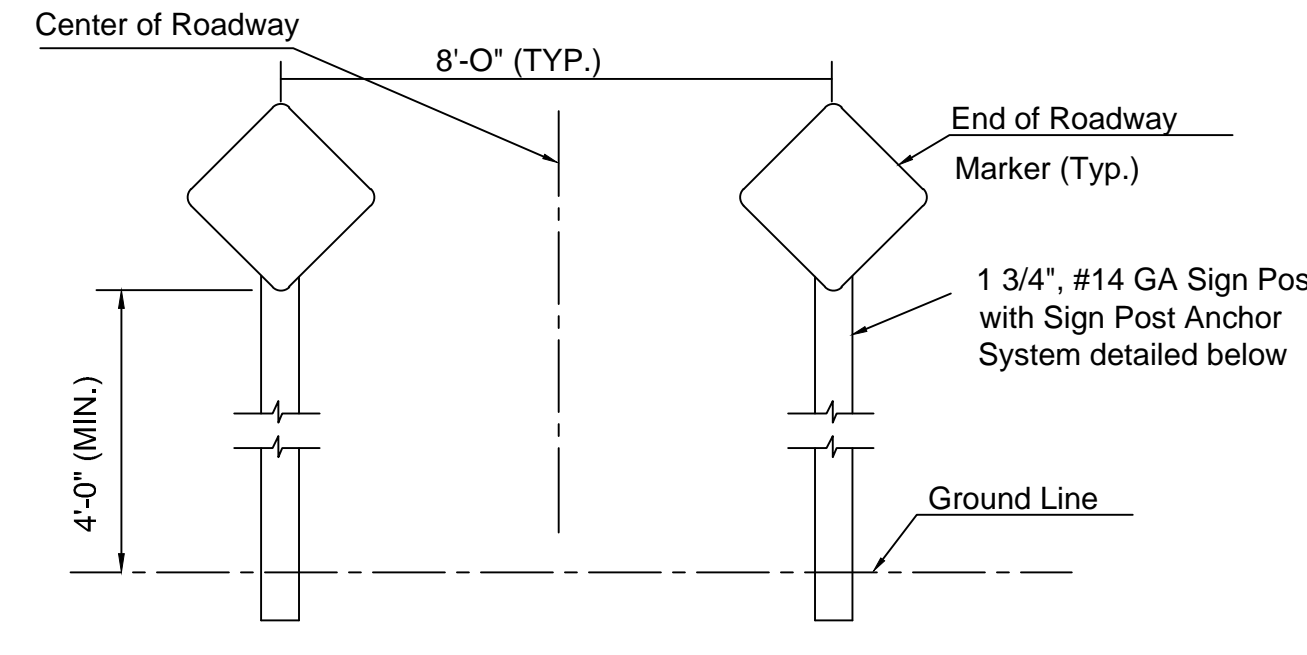 Center of Roadway
8'-O" (TYP.)
End of Roadway
Marker (Typ.)
1 3/4", #14 GA Sign Pos
with Sign Post Anchor
System detailed below
4'-0" (MIN.)
Ground Line